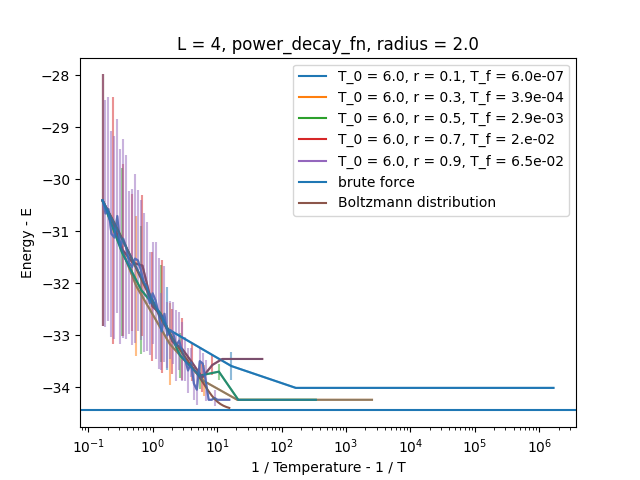 L = 4, power_decay_fn, radius = 2.0
−28
−29
−30
−31
−32
−33
−34
Energy - E
T_0 = 6.0, r = 0.1, T_f = 6.0e-07
T_0 = 6.0, r = 0.3, T_f = 3.9e-04
T_0 = 6.0, r = 0.5, T_f = 2.9e-03
T_0 = 6.0, r = 0.7, T_f = 2.e-02
T_0 = 6.0, r = 0.9, T_f = 6.5e-02
brute force
Boltzmann distribution
10⁻¹ 10⁰ 10¹ 10² 10³ 10⁴ 10⁵ 10⁶
1 / Temperature - 1 / T